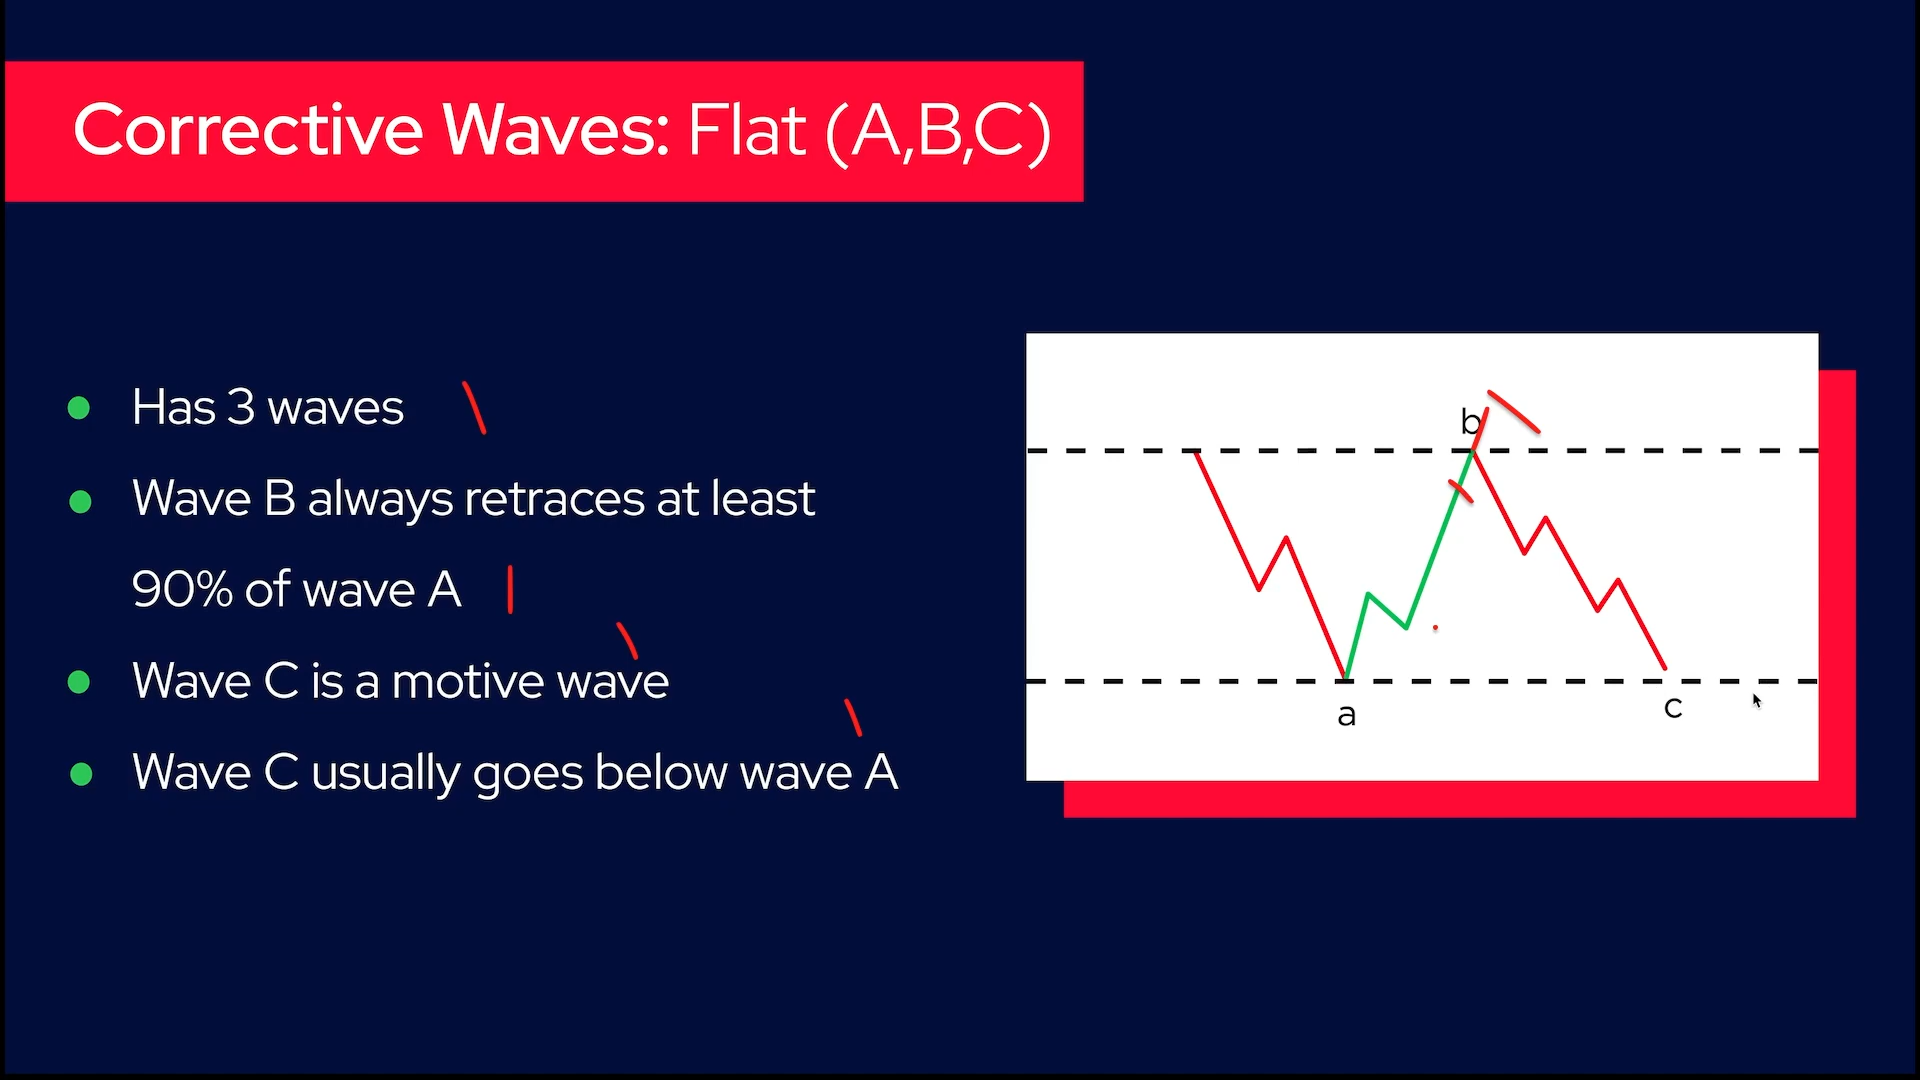 Corrective Waves: Flat (A,B,C)
Has 3 waves
Wave B always retraces at least
90% of wave A
Wave C is a motive wave
Wave C usually goes below wave A
b
a
c